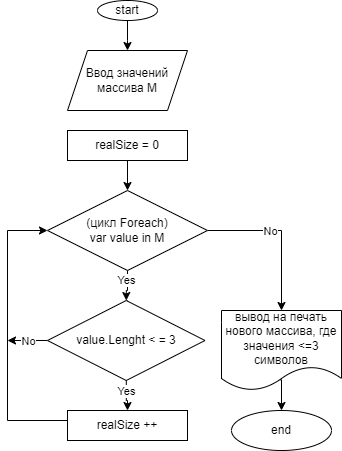 start
Ввод значений
массива М
realSize = 0
(цикл Foreach)
var value in M
No
Yes
вывод на печать
нового массива, где
значения <=3
символов
value.Lenght < = 3
No
Yes
realSize ++
end